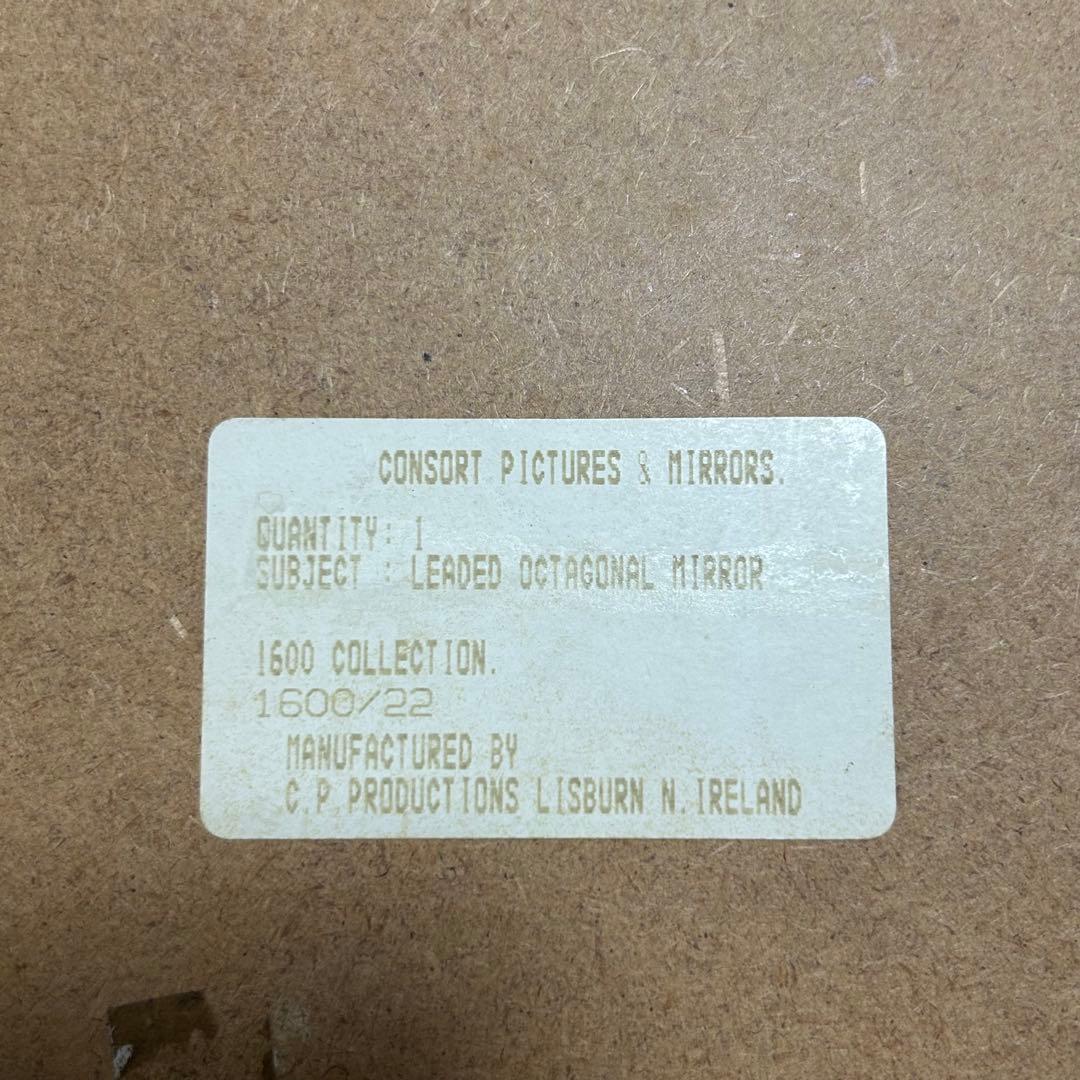 CONSORT PICTURES & MIRRORS.
QUANTITY: 1
SUBJECT : LEADED OCTAGONAL MIRROR
1600 COLLECTION.
1600/22
MANUFACTURED BY
C.P PRODUCTIONS LISBURN N.IRELAND